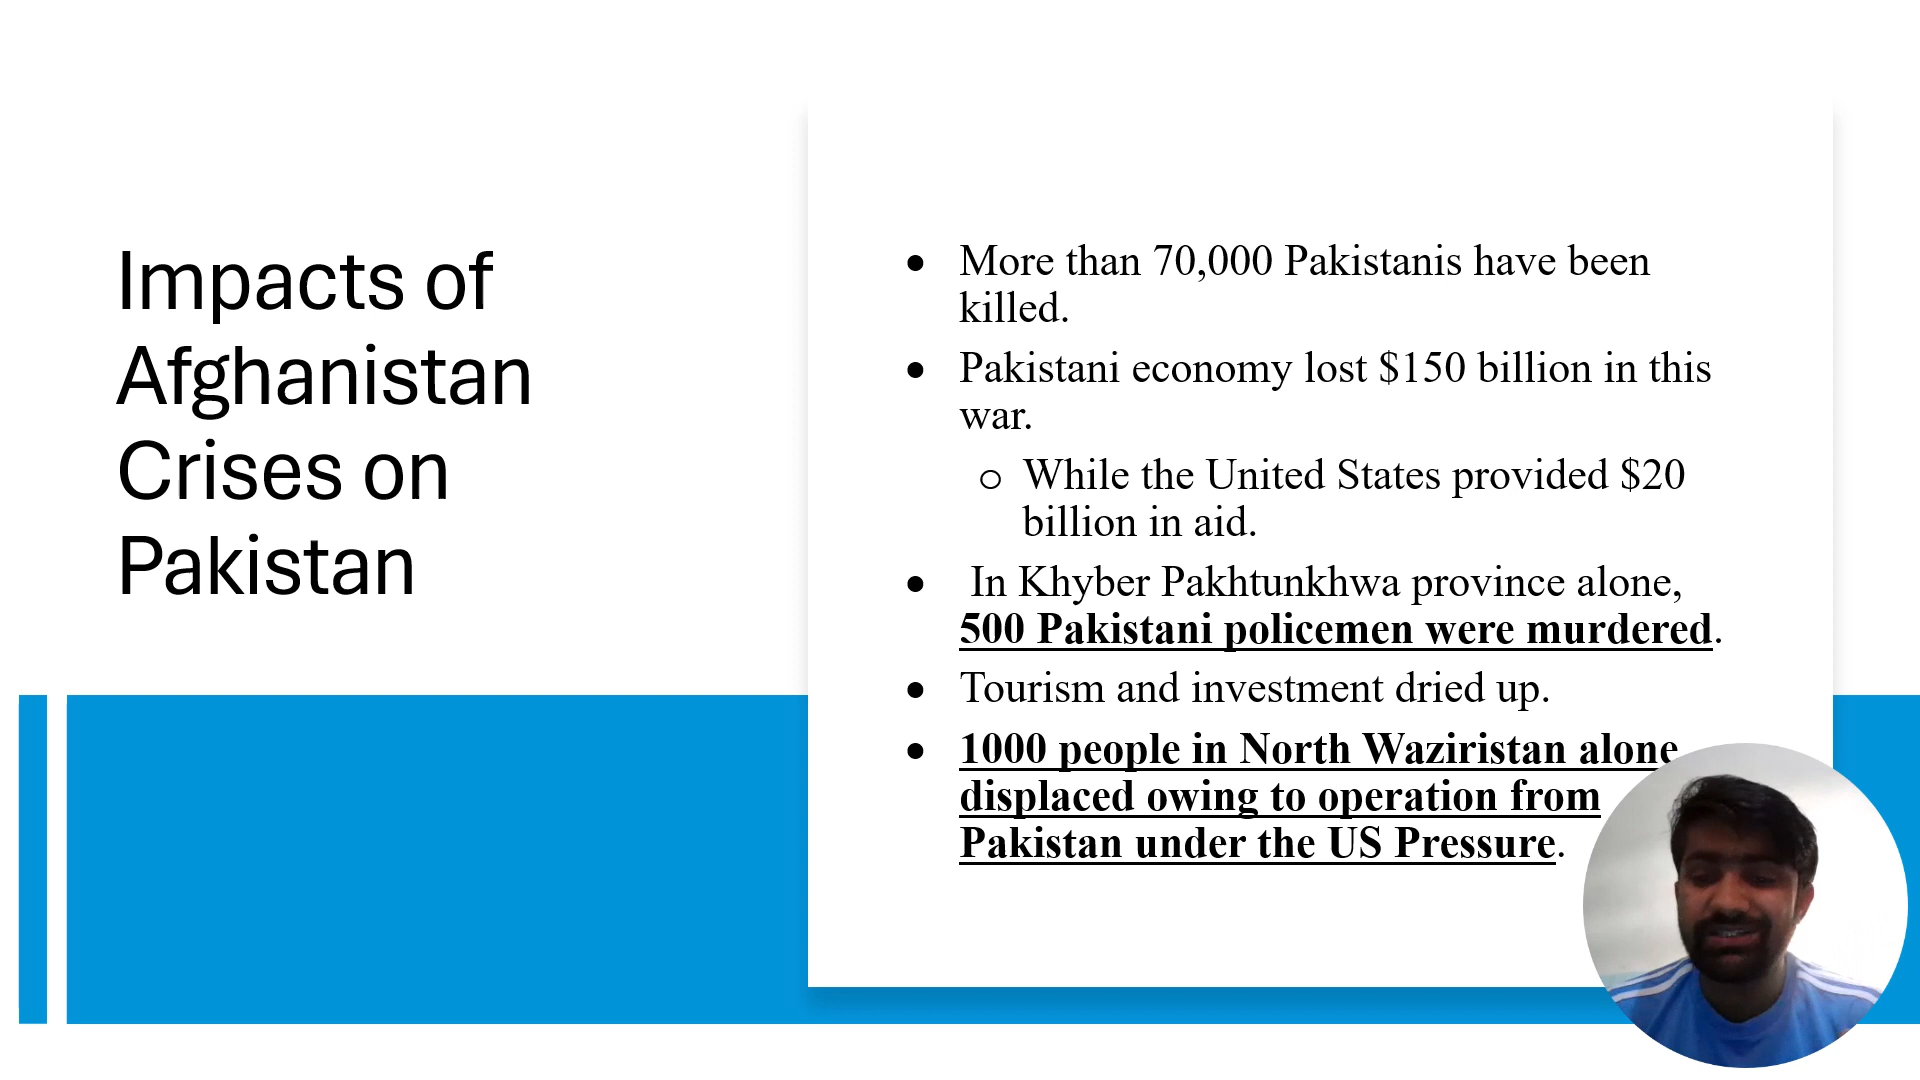 Impacts of
Afghanistan
Crises on
Pakistan
• More than 70,000 Pakistanis have been
killed.
• Pakistani economy lost $150 billion in this
war.
o While the United States provided $20
billion in aid.
• In Khyber Pakhtunkhwa province alone,
500 Pakistani policemen were murdered.
• Tourism and investment dried up.
• 1000 people in North Waziristan alone
displaced owing to operation from
Pakistan under the US Pressure.